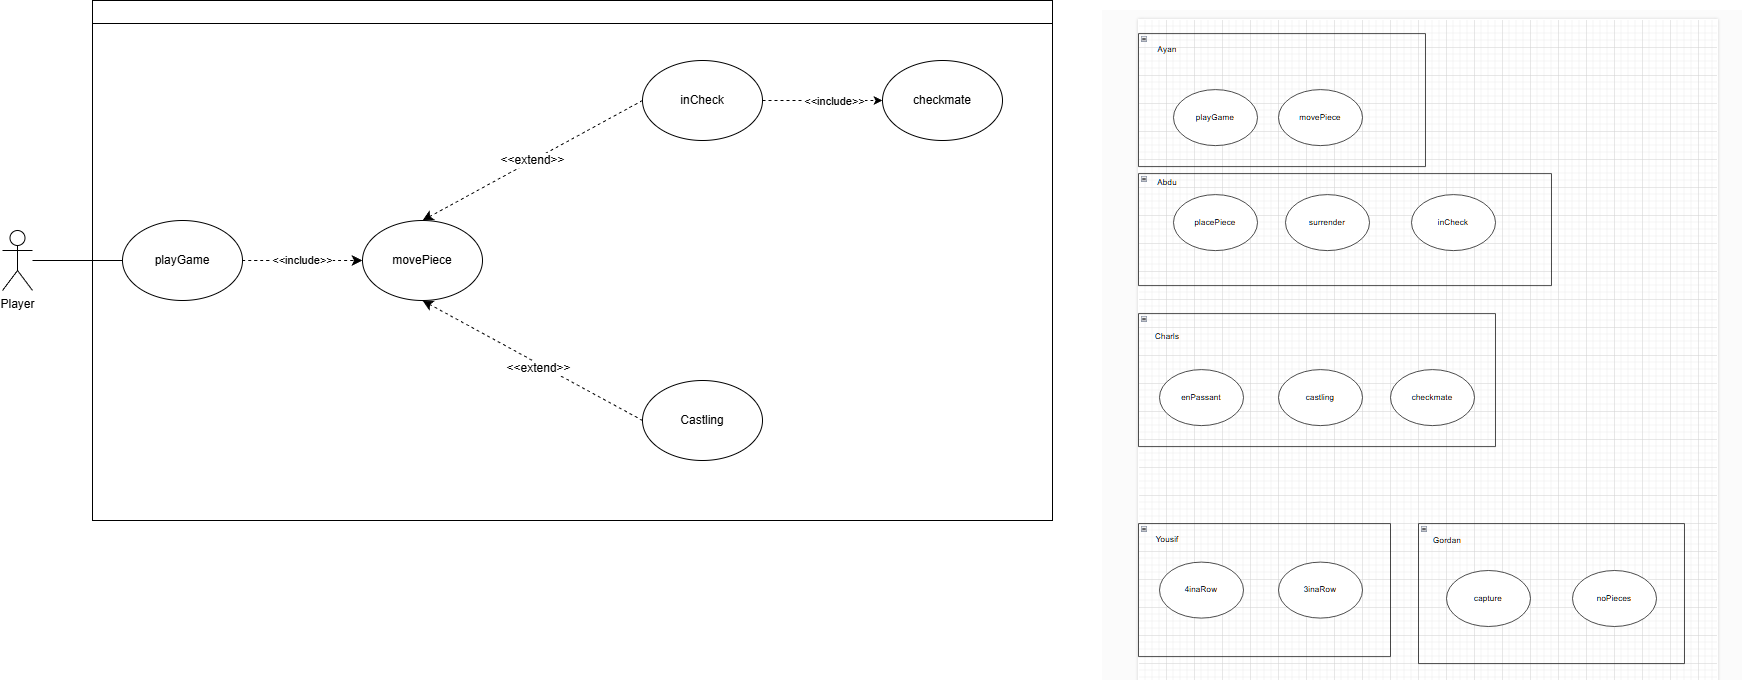 inCheck
<<include>>
checkmate
<<extend>>
playGame
<<include>>
movePiece
Player
<<extend>>
Castling
Ayan
playGame
movePiece
Abdu
placePiece
surrender
inCheck
Charls
enPassant
castling
checkmate
Yousif
4inaRow
3inaRow
Gordan
capture
noPieces